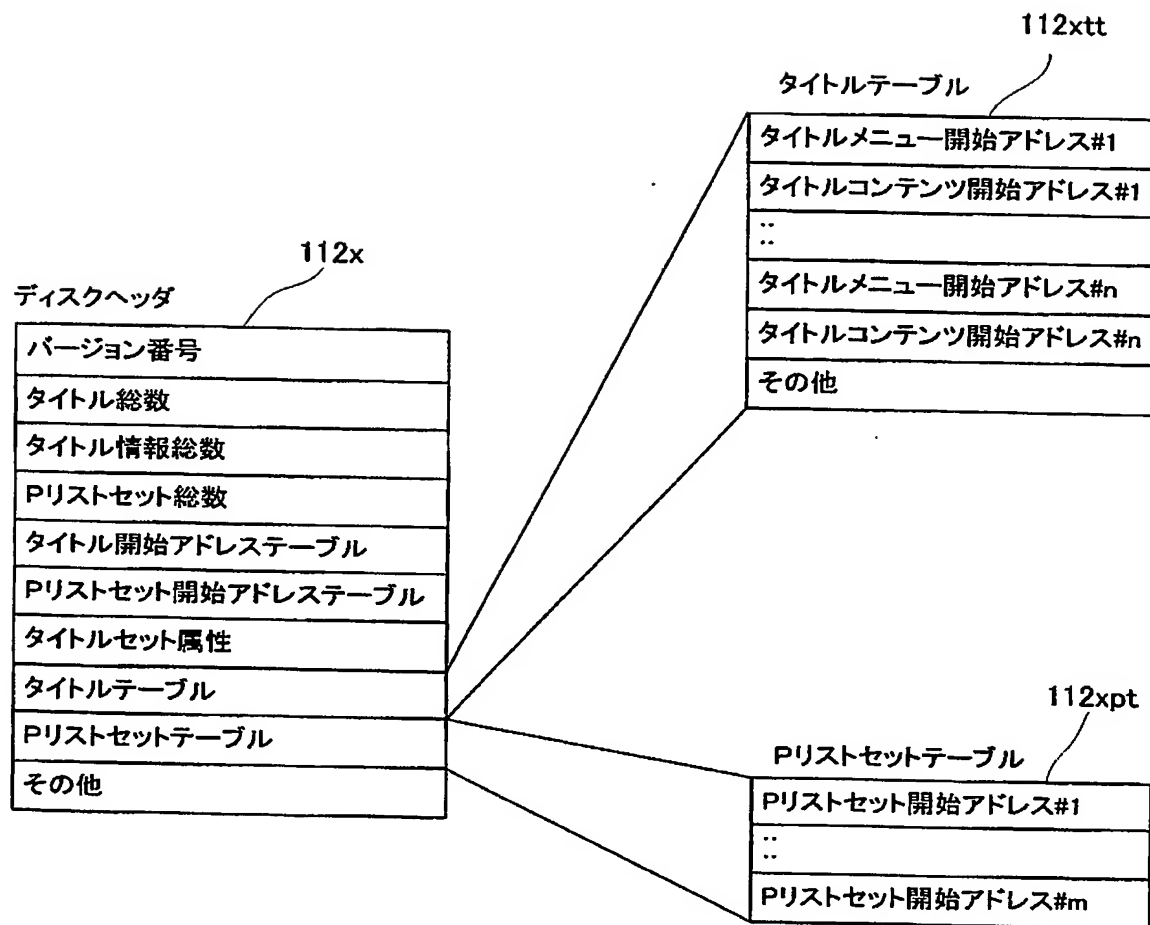 112x
ディスクヘッダ
バージョン番号
タイトル総数
タイトル情報総数
Pリストセット総数
タイトル開始アドレステーブル
Pリストセット開始アドレステーブル
タイトルセット属性
タイトルテーブル
Pリストセットテーブル
その他
112xtt
タイトルテーブル
タイトルメニュー開始アドレス#1
タイトルコンテンツ開始アドレス#1
::
タイトルメニュー開始アドレス#n
タイトルコンテンツ開始アドレス#n
その他
112xpt
Pリストセットテーブル
Pリストセット開始アドレス#1
::
Pリストセット開始アドレス#m